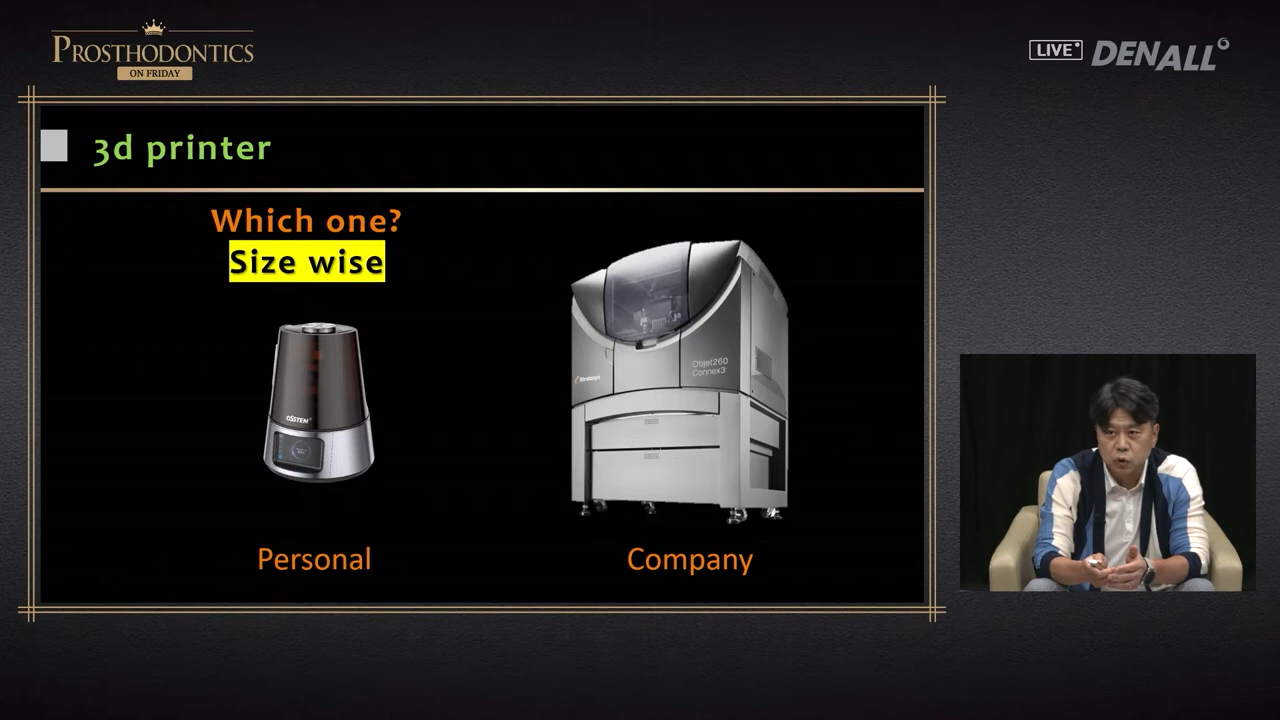 PROSTHODONTICS
ON FRIDAY
LIVE
DENALL
3d printer
Which one?
Size wise
OSSTEM
Stratasys
Objet260
Connex3
Personal
Company